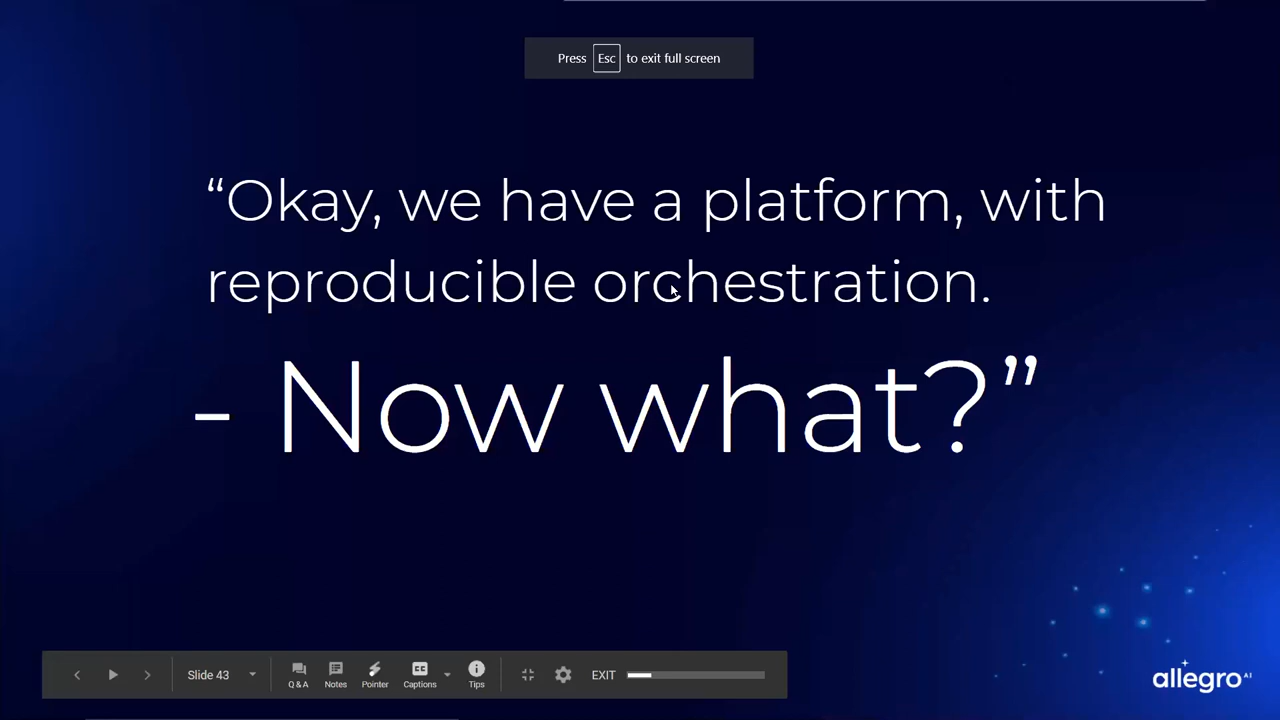 Press Esc to exit full screen
“Okay, we have a platform, with
reproducible orchestration.
- Now what?”
Slide 43
Q & A
Notes
Pointer
CC
Captions
Tips
EXIT
allegro AI